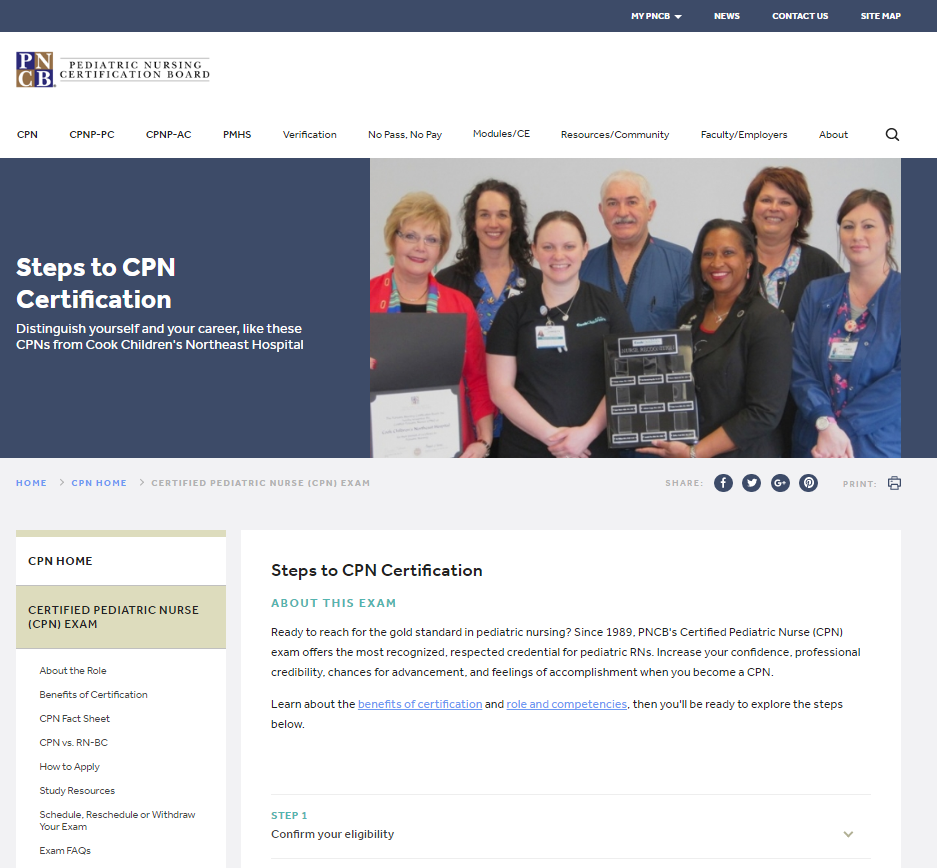 MY PNCB NEWS CONTACT US SITE MAP
PN
CB
PEDIATRIC NURSING
CERTIFICATION BOARD
CPN CPNP-PC CPNP-AC PMHS Verification No Pass, No Pay Modules/CE Resources/Community Faculty/Employers About
Steps to CPN
Certification
Distinguish yourself and your career, like these
CPNs from Cook Children's Northeast Hospital
HOME > CPN HOME > CERTIFIED PEDIATRIC NURSE (CPN) EXAM
SHARE: PRINT:
CPN HOME
CERTIFIED PEDIATRIC NURSE
(CPN) EXAM
About the Role
Benefits of Certification
CPN Fact Sheet
CPN vs. RN-BC
How to Apply
Study Resources
Schedule, Reschedule or Withdraw
Your Exam
Exam FAQs
Steps to CPN Certification
ABOUT THIS EXAM
Ready to reach for the gold standard in pediatric nursing? Since 1989, PNCB's Certified Pediatric Nurse (CPN)
exam offers the most recognized, respected credential for pediatric RNs. Increase your confidence, professional
credibility, chances for advancement, and feelings of accomplishment when you become a CPN.
Learn about the benefits of certification and role and competencies, then you'll be ready to explore the steps
below.
STEP 1
Confirm your eligibility